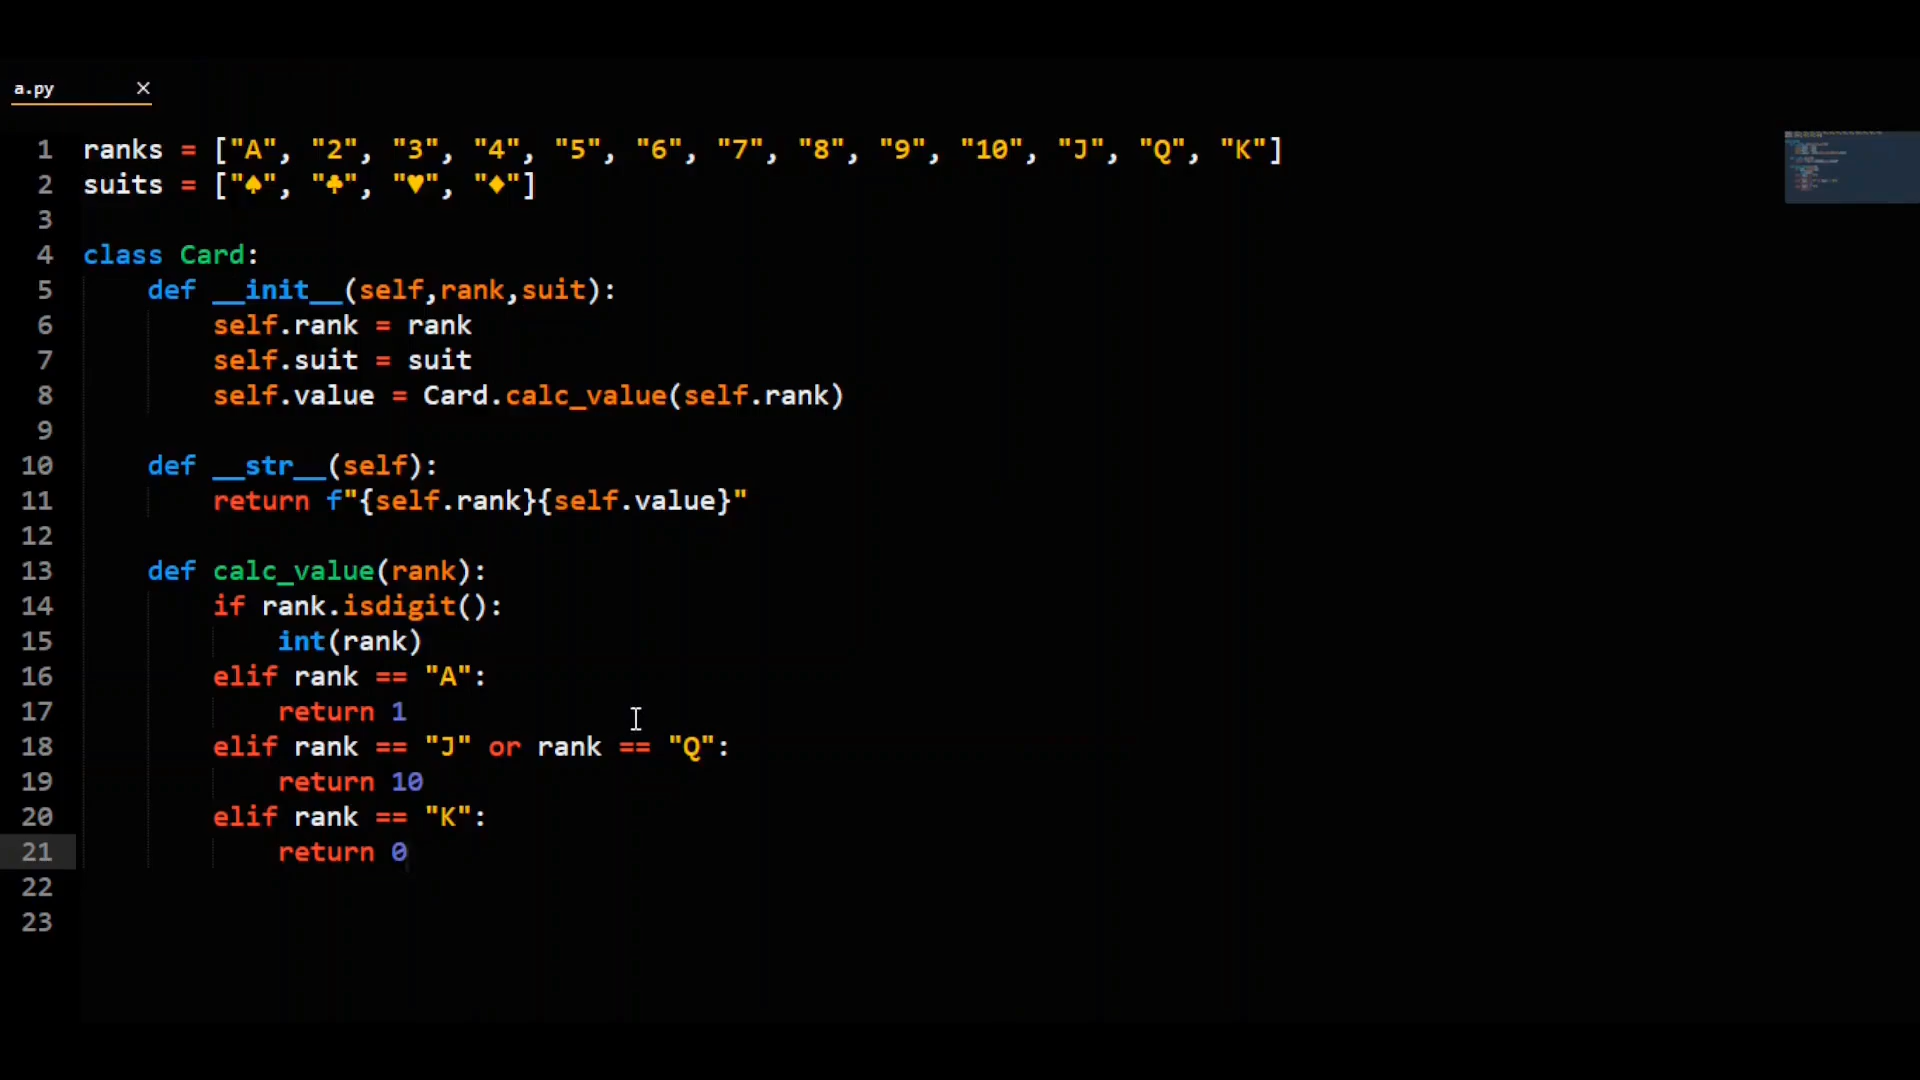 a.py ×
1 ranks = ["A", "2", "3", "4", "5", "6", "7", "8", "9", "10", "J", "Q", "K"]
2 suits = ["♠", "♣", "♥", "♦"]
3
4 class Card:
5     def __init__(self,rank,suit):
6         self.rank = rank
7         self.suit = suit
8         self.value = Card.calc_value(self.rank)
9
10     def __str__(self):
11         return f"{self.rank}{self.value}"
12
13     def calc_value(rank):
14         if rank.isdigit():
15             int(rank)
16         elif rank == "A":
17             return 1
18         elif rank == "J" or rank == "Q":
19             return 10
20         elif rank == "K":
21             return 0
22
23